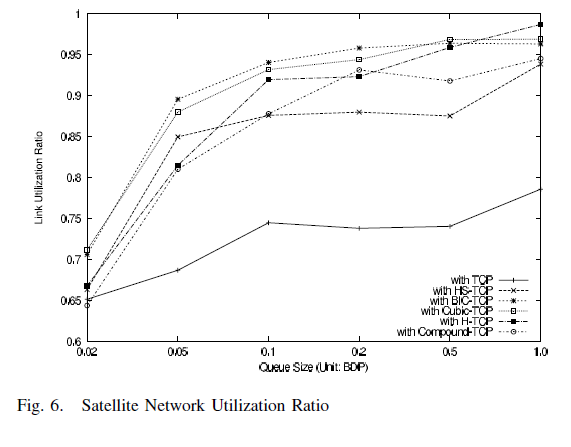 1
0.95
0.9
0.85
0.8
0.75
0.7
0.65
0.6
Link Utilization Ratio
with TCP
with HS-TCP
with BIC-TCP
with Cubic-TCP
with H-TCP
with Compound-TCP
0.02 0.05 0.1 0.2 0.5 1.0
Queue Size (Unit: BDP)
Fig. 6. Satellite Network Utilization Ratio